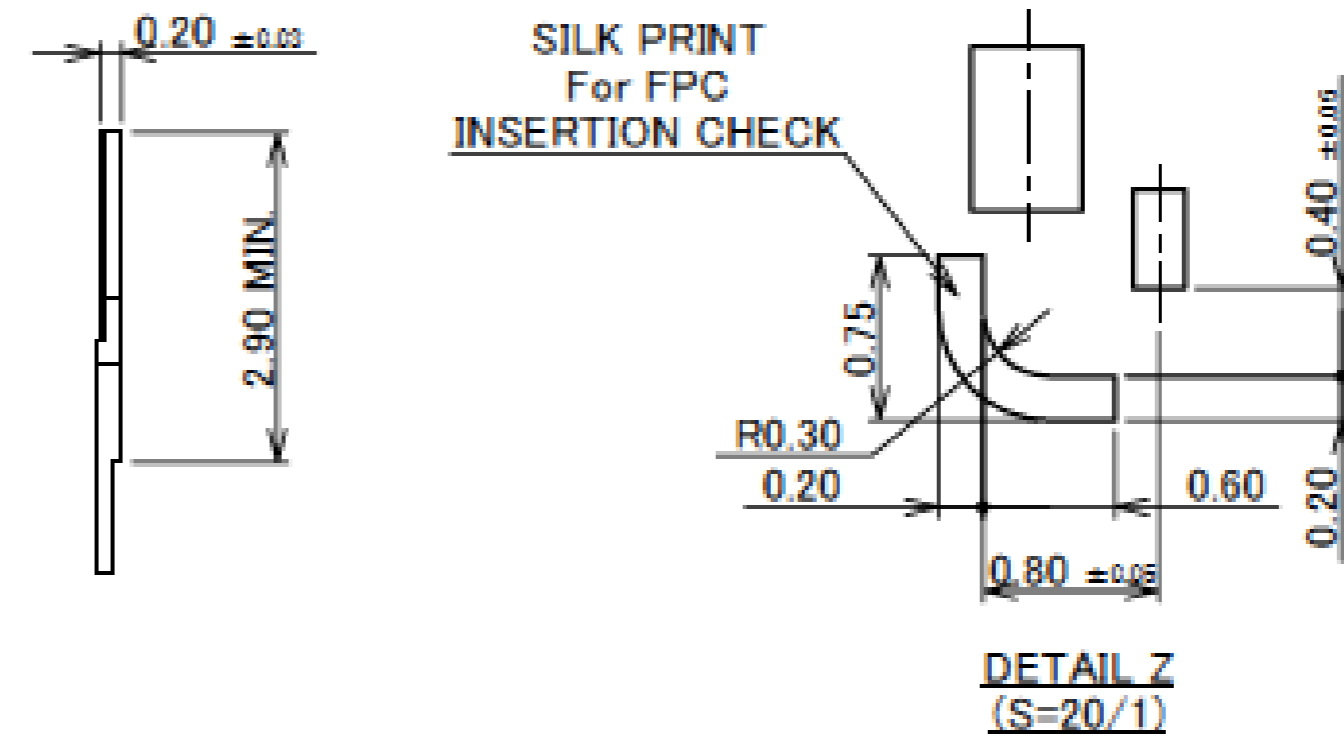 0.20 ±0.03
2.90 MIN.
SILK PRINT
For FPC
INSERTION CHECK
0.40 ±0.05
0.75
R0.30
0.20
0.60
0.20
0.80 ±0.05
DETAIL Z
(S=20/1)